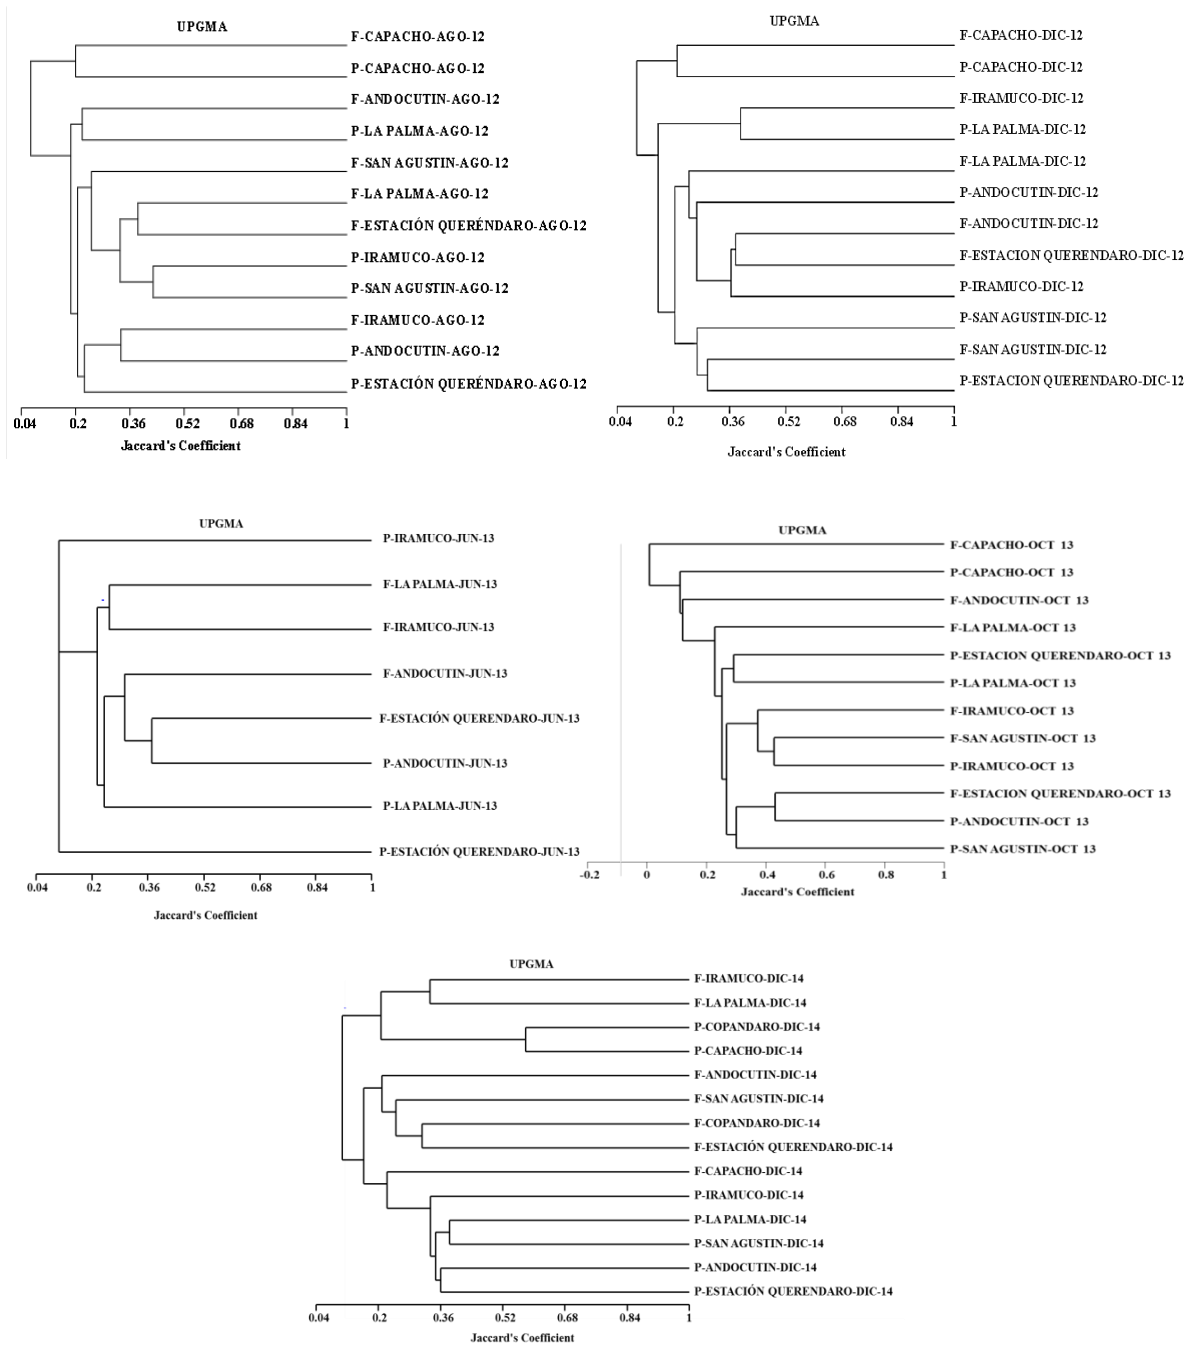 UPGMA
F-CAPACHO-AGO-12
P-CAPACHO-AGO-12
F-ANDOCUTIN-AGO-12
P-LA PALMA-AGO-12
F-SAN AGUSTIN-AGO-12
F-LA PALMA-AGO-12
F-ESTACIÓN QUERÉNDARO-AGO-12
P-IRAMUCO-AGO-12
P-SAN AGUSTIN-AGO-12
F-IRAMUCO-AGO-12
P-ANDOCUTIN-AGO-12
P-ESTACIÓN QUERÉNDARO-AGO-12
0.04 0.2 0.36 0.52 0.68 0.84 1
Jaccard's Coefficient
UPGMA
F-CAPACHO-DIC-12
P-CAPACHO-DIC-12
F-IRAMUCO-DIC-12
P-LA PALMA-DIC-12
F-LA PALMA-DIC-12
P-ANDOCUTIN-DIC-12
F-ANDOCUTIN-DIC-12
F-ESTACION QUERENDARO-DIC-12
P-IRAMUCO-DIC-12
P-SAN AGUSTIN-DIC-12
F-SAN AGUSTIN-DIC-12
P-ESTACION QUERENDARO-DIC-12
0.04 0.2 0.36 0.52 0.68 0.84 1
Jaccard's Coefficient
UPGMA
P-IRAMUCO-JUN-13
F-LA PALMA-JUN-13
F-IRAMUCO-JUN-13
F-ANDOCUTIN-JUN-13
F-ESTACIÓN QUERENDARO-JUN-13
P-ANDOCUTIN-JUN-13
P-LA PALMA-JUN-13
P-ESTACIÓN QUERENDARO-JUN-13
0.04 0.2 0.36 0.52 0.68 0.84 1
Jaccard's Coefficient
UPGMA
F-CAPACHO-OCT 13
P-CAPACHO-OCT 13
F-ANDOCUTIN-OCT 13
F-LA PALMA-OCT 13
P-ESTACION QUERENDARO-OCT 13
P-LA PALMA-OCT 13
F-IRAMUCO-OCT 13
F-SAN AGUSTIN-OCT 13
P-IRAMUCO-OCT 13
F-ESTACION QUERENDARO-OCT 13
P-ANDOCUTIN-OCT 13
P-SAN AGUSTIN-OCT 13
-0.2 0 0.2 0.4 0.6 0.8 1
Jaccard's Coefficient
UPGMA
F-IRAMUCO-DIC-14
F-LA PALMA-DIC-14
P-COPANDARO-DIC-14
P-CAPACHO-DIC-14
F-ANDOCUTIN-DIC-14
F-SAN AGUSTIN-DIC-14
F-COPANDARO-DIC-14
F-ESTACIÓN QUERENDARO-DIC-14
F-CAPACHO-DIC-14
P-IRAMUCO-DIC-14
P-LA PALMA-DIC-14
P-SAN AGUSTIN-DIC-14
P-ANDOCUTIN-DIC-14
P-ESTACIÓN QUERENDARO-DIC-14
0.04 0.2 0.36 0.52 0.68 0.84 1
Jaccard's Coefficient